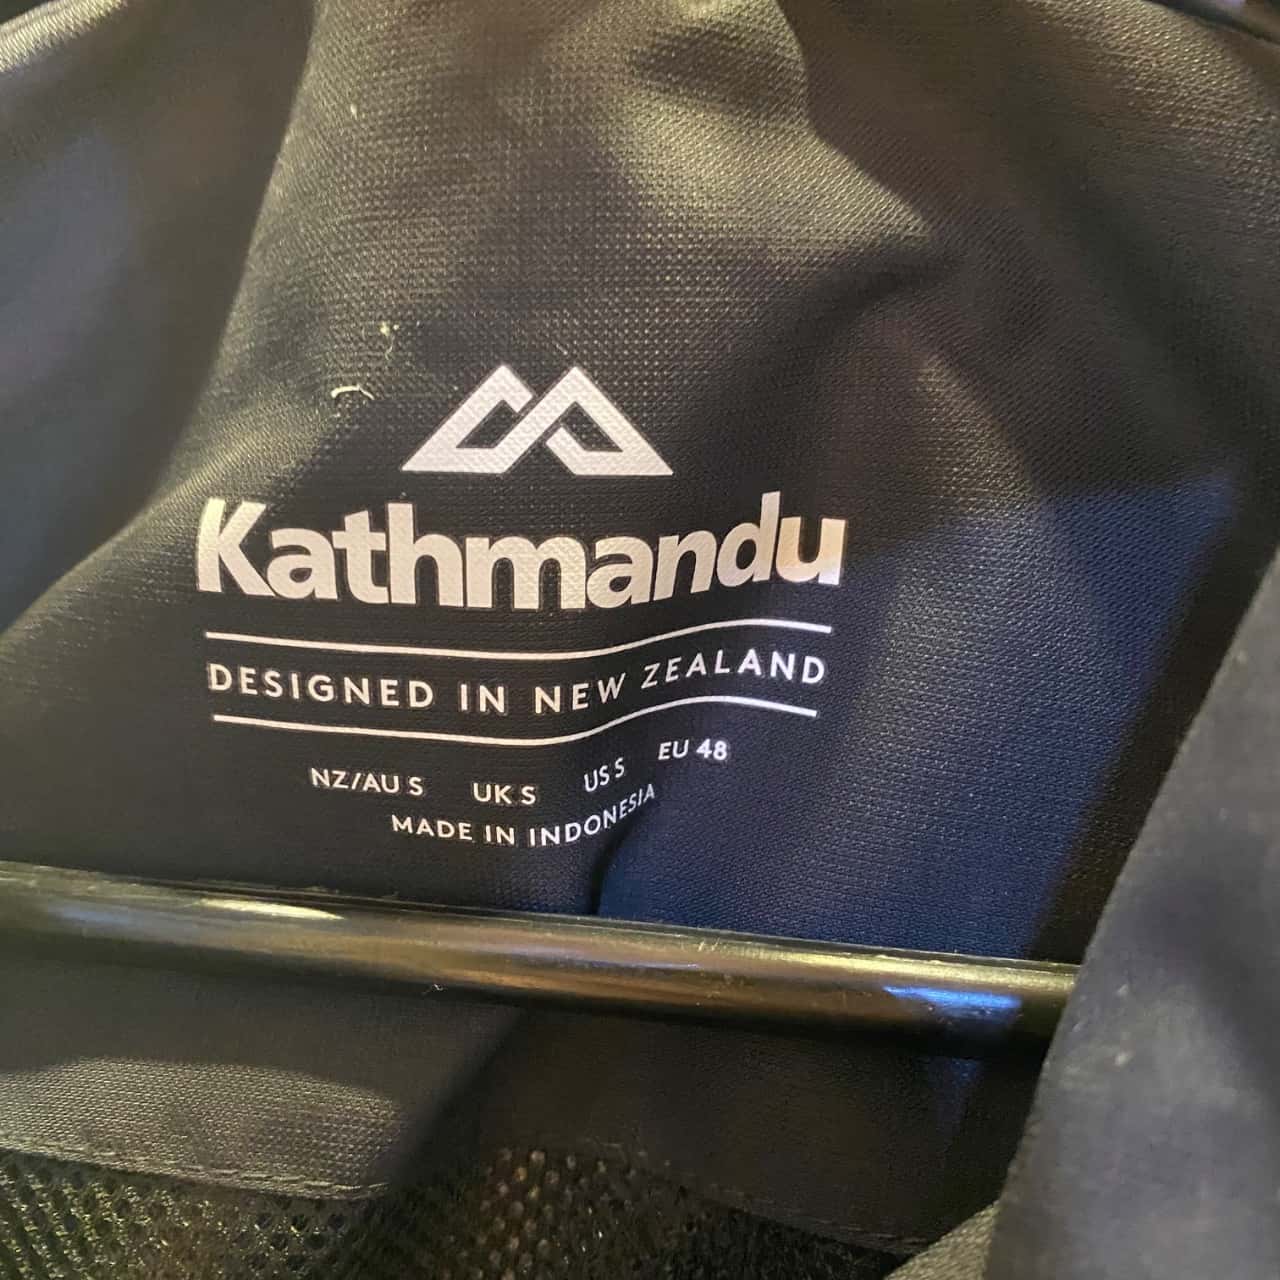 Kathmandu
DESIGNED IN NEW ZEALAND
NZ/AU S UK S US S EU 48
MADE IN INDONESIA